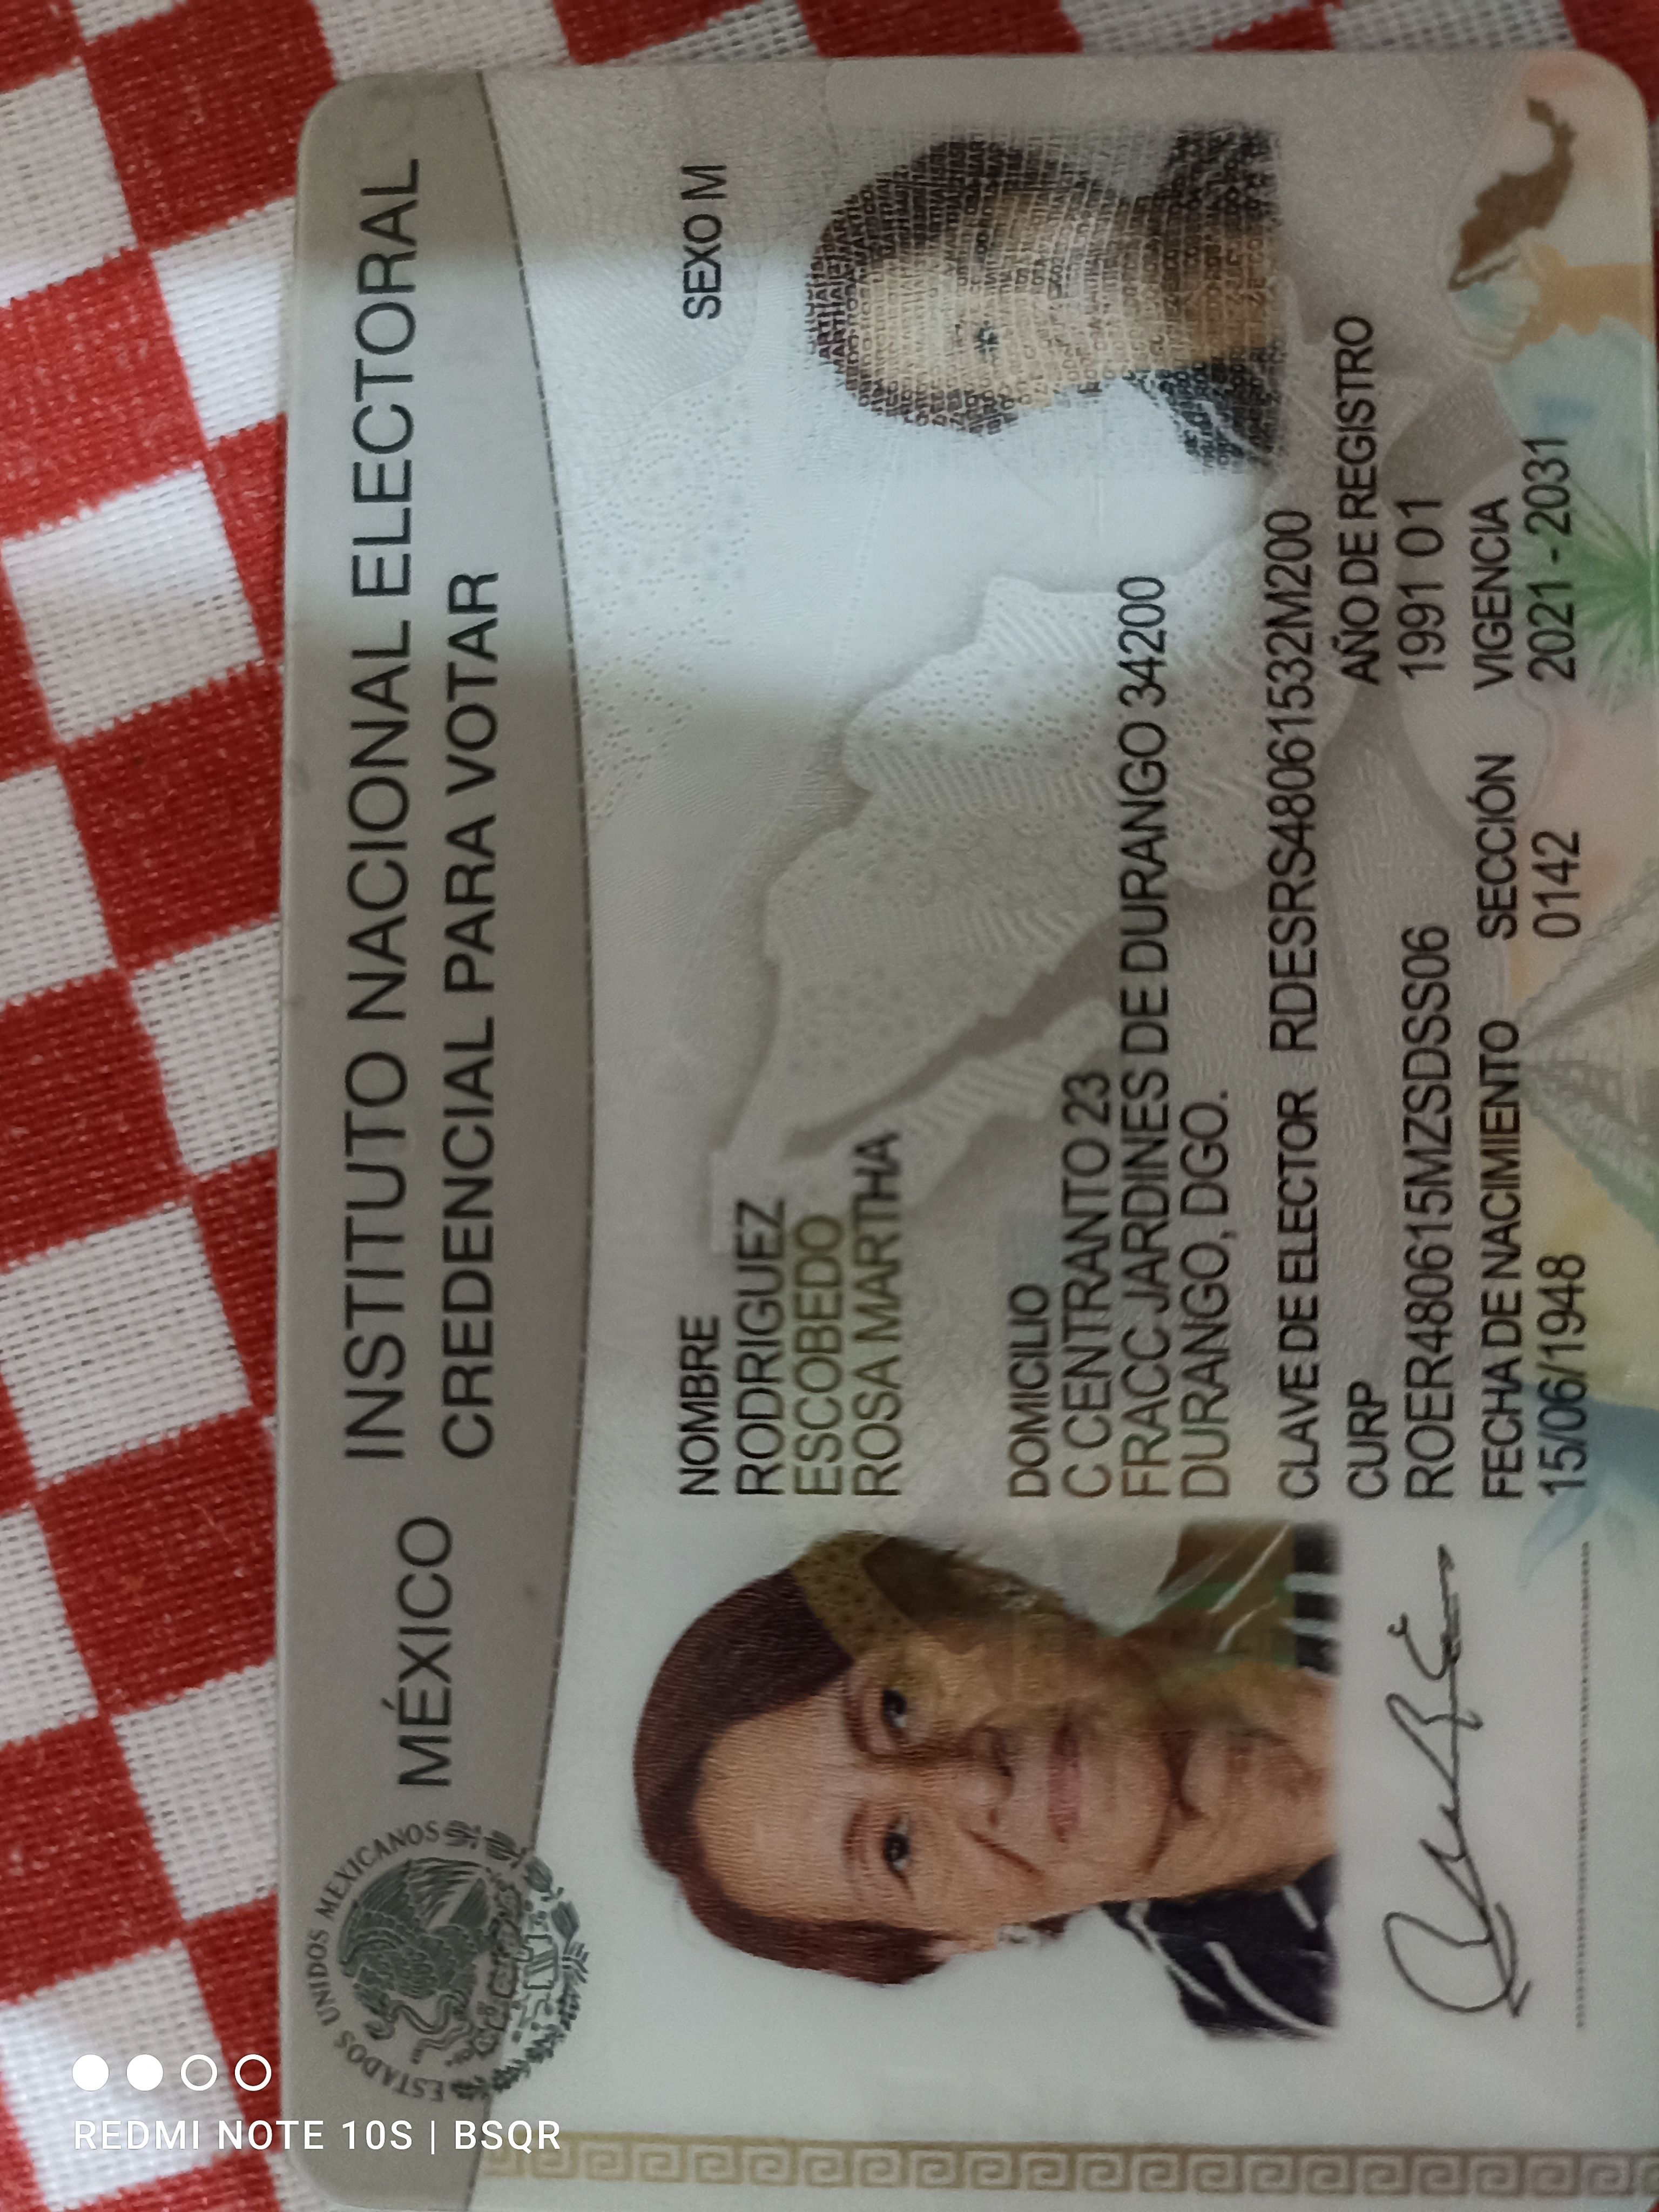 ESTADOS UNIDOS MEXICANOS
MÉXICO INSTITUTO NACIONAL ELECTORAL
CREDENCIAL PARA VOTAR
NOMBRE
SEXO M
RODRIGUEZ
ESCOBEDO
ROSA MARTHA
DOMICILIO
C CENTRANTO 23
FRACC JARDINES DE DURANGO 34200
DURANGO, DGO.
CLAVE DE ELECTOR RDESRS48061532M200
CURP
AÑO DE REGISTRO
ROER480615MZSDSS06
1991 01
FECHA DE NACIMIENTO SECCIÓN VIGENCIA
15/06/1948 0142 2021 - 2031
REDMI NOTE 10S | BSQR